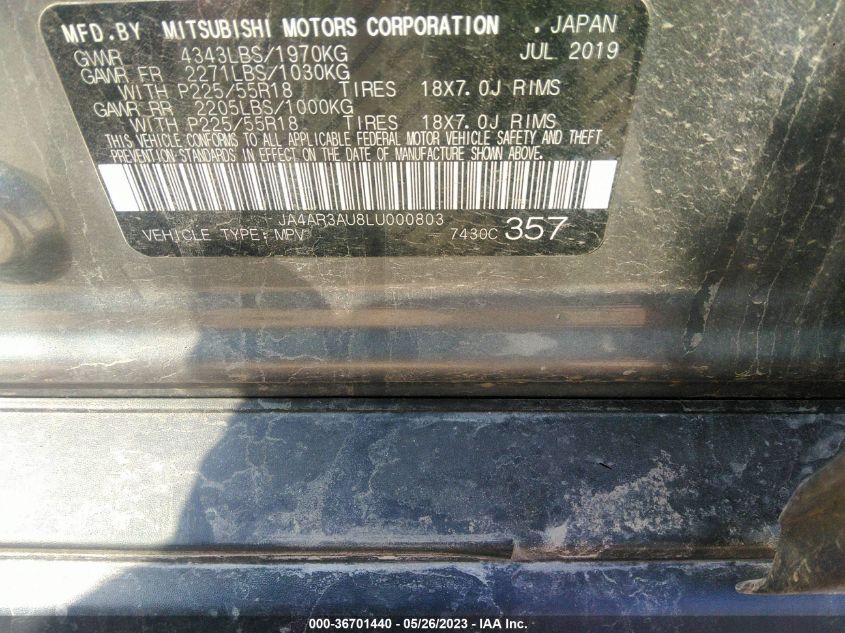 MFD.BY MITSUBISHI MOTORS CORPORATION , JAPAN
GVWR 4343LBS/1970KG JUL 2019
GAWR FR 2271LBS/1030KG
WITH P225/55R18 TIRES 18X7.0J RIMS
GAWR RR 2205LBS/1000KG
WITH P225/55R18 TIRES 18X7.0J RIMS
THIS VEHICLE CONFORMS TO ALL APPLICABLE FEDERAL MOTOR VEHICLE SAFETY AND THEFT
PREVENTION STANDARDS IN EFFECT ON THE DATE OF MANUFACTURE SHOWN ABOVE.
JA4AR3AU8LU000803
VEHICLE TYPE: MPV 7430C 357
000-36701440 - 05/26/2023 - IAA Inc.